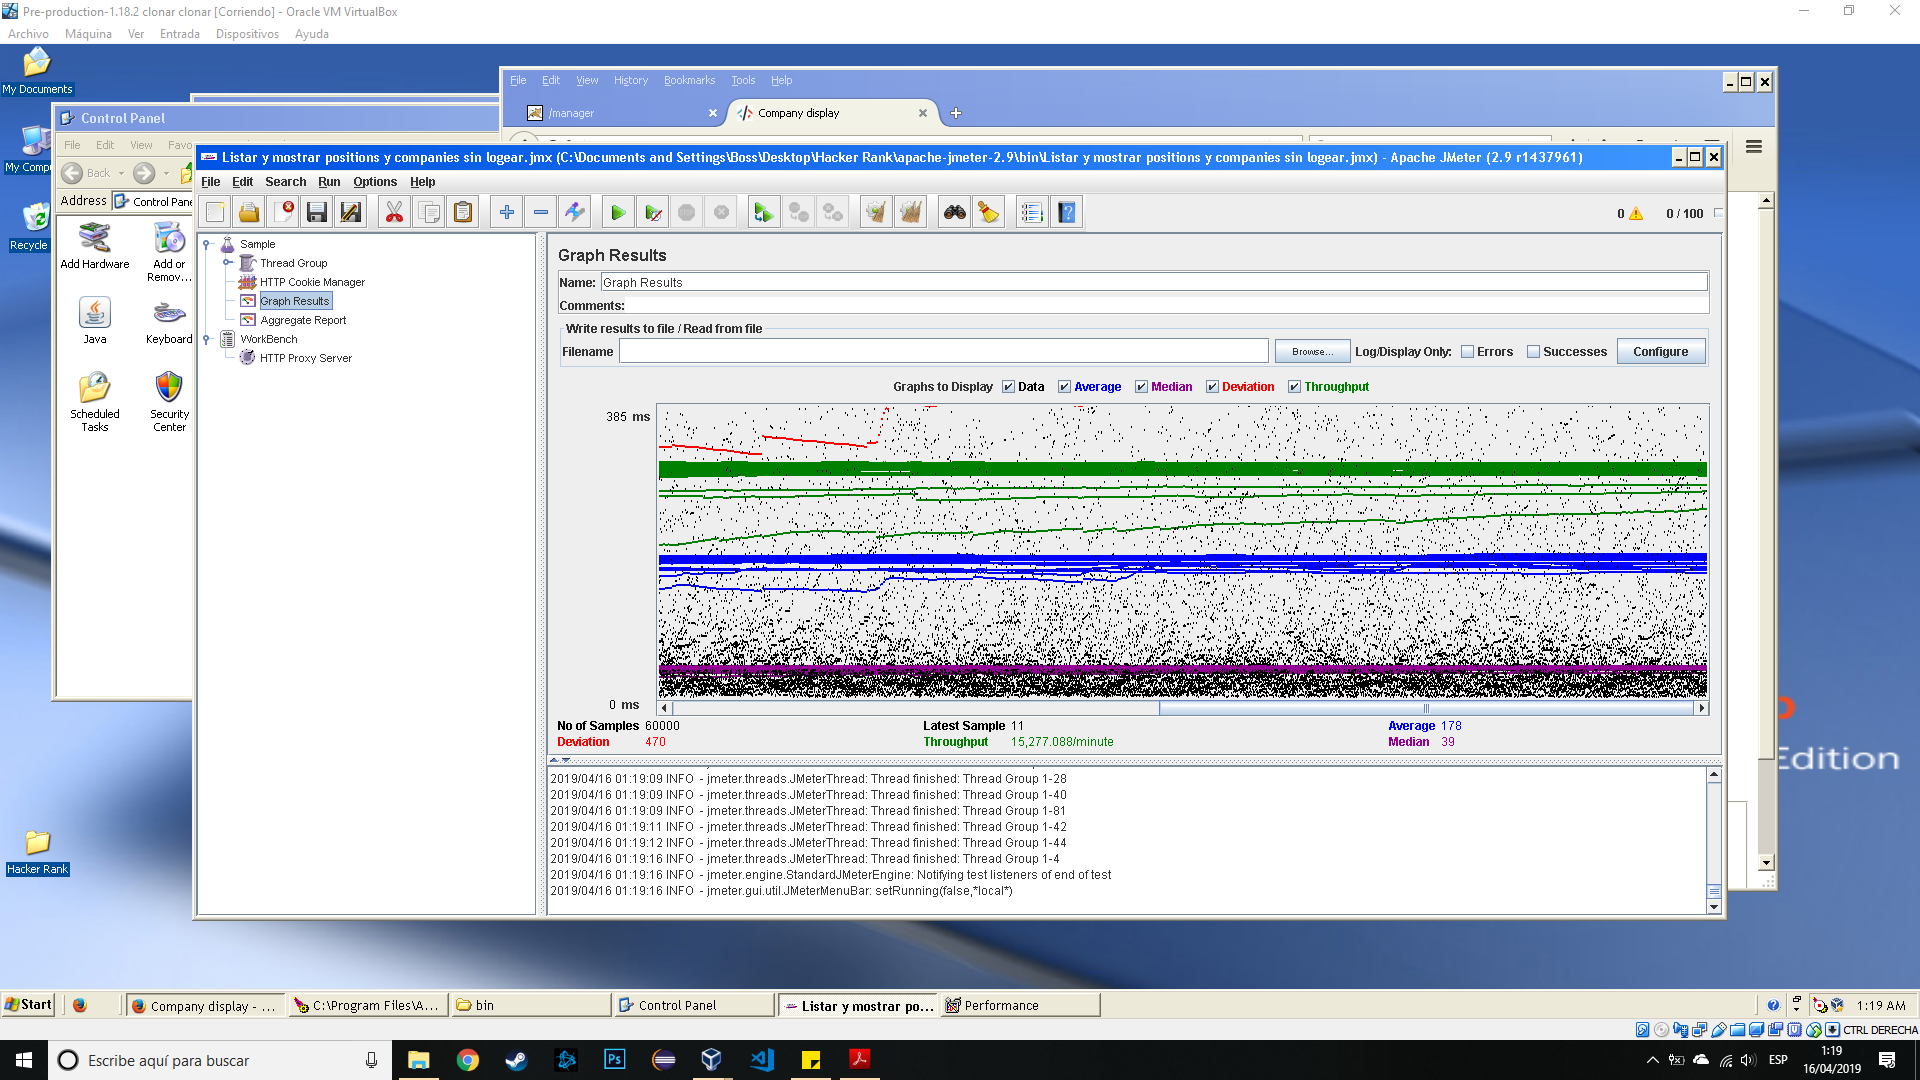 Pre-production-1.18.2 clonar clonar [Corriendo] - Oracle VM VirtualBox
Archivo Máquina Ver Entrada Dispositivos Ayuda
My Documents
File Edit View History Bookmarks Tools Help
/manager
Company display
Control Panel
File Edit View Favo
Back
Address Control Pane
My Compu
Recycle
Add Hardware
Add or Remov...
Java
Keyboard
Scheduled Tasks
Security Center
Hacker Rank
Listar y mostrar positions y companies sin logear.jmx (C:\Documents and Settings\Boss\Desktop\Hacker Rank\apache-jmeter-2.9\bin\Listar y mostrar positions y companies sin logear.jmx) - Apache JMeter (2.9 r1437961)
File Edit Search Run Options Help
0 0 / 100
Sample
Thread Group
HTTP Cookie Manager
Graph Results
Aggregate Report
WorkBench
HTTP Proxy Server
Graph Results
Name: Graph Results
Comments:
Write results to file / Read from file
Filename Browse... Log/Display Only: Errors Successes Configure
Graphs to Display Data Average Median Deviation Throughput
385 ms
0 ms
No of Samples 60000 Latest Sample 11 Average 178
Deviation 470 Throughput 15,277.088/minute Median 39
2019/04/16 01:19:09 INFO - jmeter.threads.JMeterThread: Thread finished: Thread Group 1-28
2019/04/16 01:19:09 INFO - jmeter.threads.JMeterThread: Thread finished: Thread Group 1-40
2019/04/16 01:19:09 INFO - jmeter.threads.JMeterThread: Thread finished: Thread Group 1-81
2019/04/16 01:19:11 INFO - jmeter.threads.JMeterThread: Thread finished: Thread Group 1-42
2019/04/16 01:19:12 INFO - jmeter.threads.JMeterThread: Thread finished: Thread Group 1-44
2019/04/16 01:19:16 INFO - jmeter.threads.JMeterThread: Thread finished: Thread Group 1-4
2019/04/16 01:19:16 INFO - jmeter.engine.StandardJMeterEngine: Notifying test listeners of end of test
2019/04/16 01:19:16 INFO - jmeter.gui.util.JMeterMenuBar: setRunning(false,*local*)
Edition
Start
Company display - ...
C:\Program Files\A...
bin
Control Panel
Listar y mostrar po...
Performance
1:19 AM
CTRL DERECHA
Escribe aquí para buscar
ESP
1:19
16/04/2019